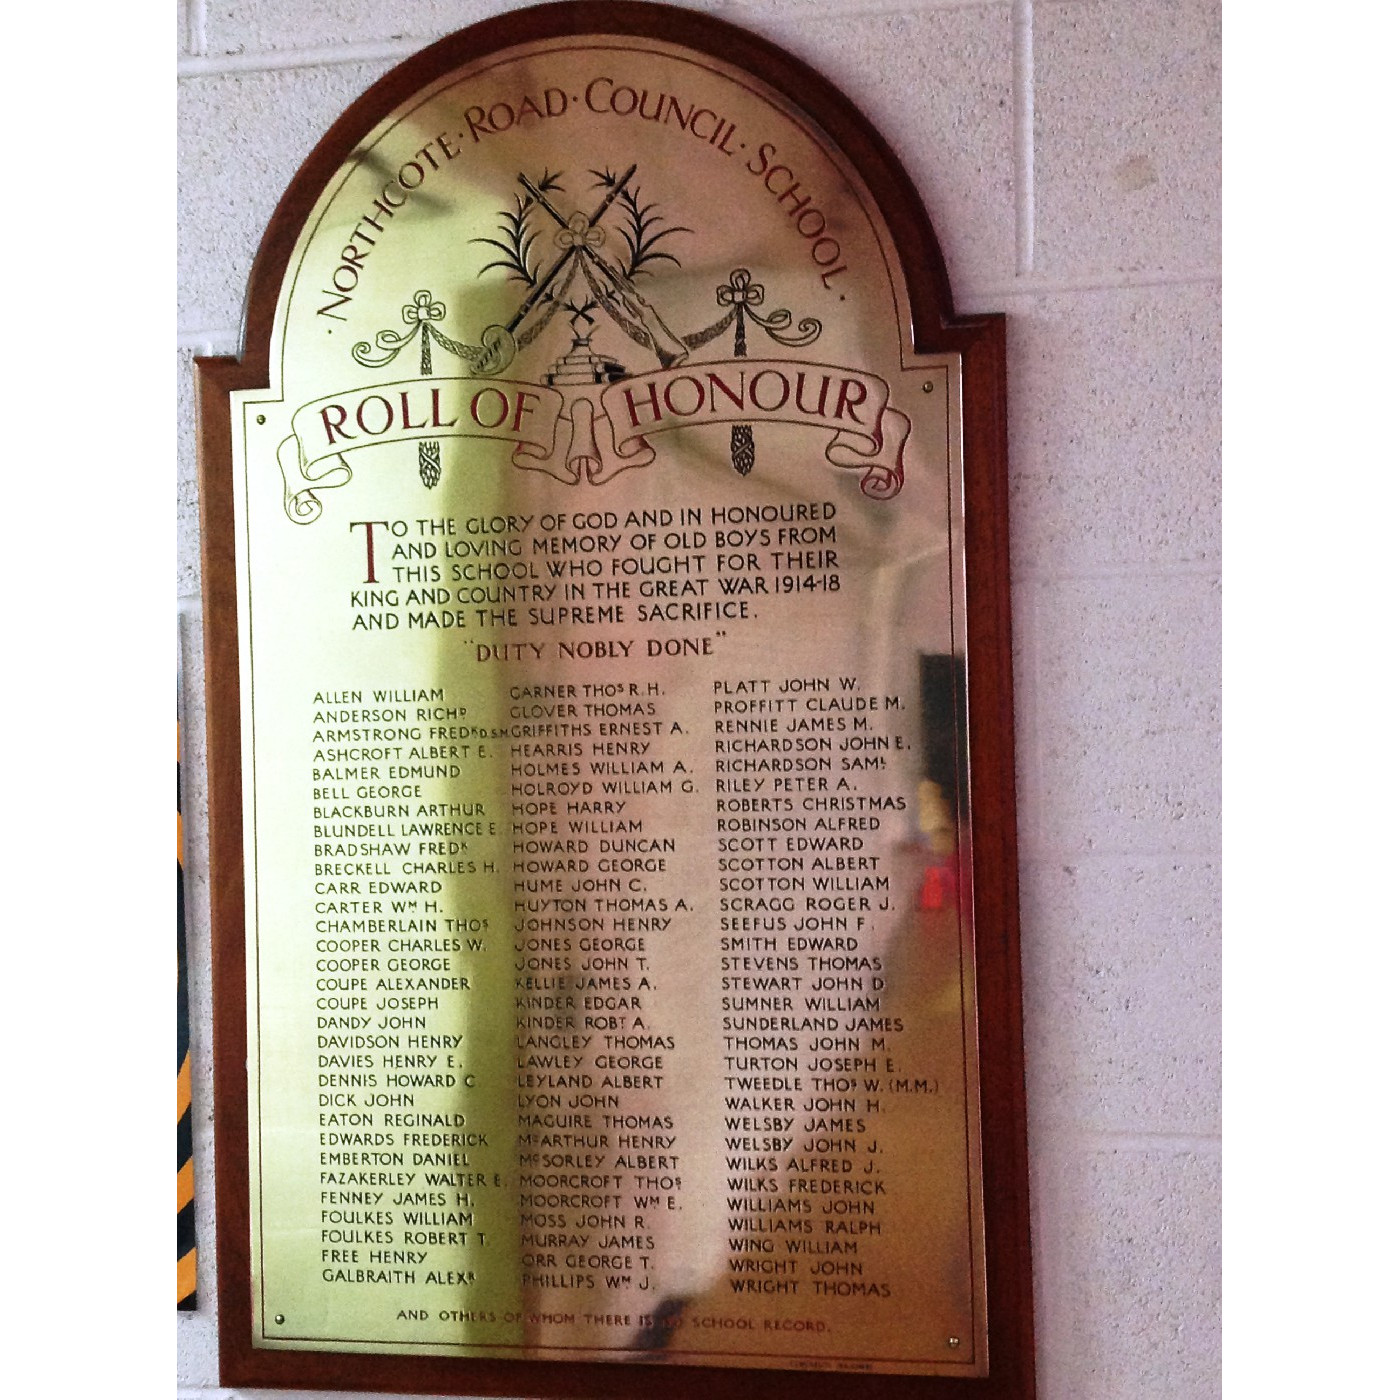 · NORTHCOTE · ROAD · COUNCIL · SCHOOL ·
ROLL OF HONOUR
TO THE GLORY OF GOD AND IN HONOURED
AND LOVING MEMORY OF OLD BOYS FROM
THIS SCHOOL WHO FOUGHT FOR THEIR
KING AND COUNTRY IN THE GREAT WAR 1914-18
AND MADE THE SUPREME SACRIFICE.
"DUTY NOBLY DONE"
ALLEN WILLIAM
ANDERSON RICHD
ARMSTRONG FREDK D.S.M.
ASHCROFT ALBERT E.
BALMER EDMUND
BELL GEORGE
BLACKBURN ARTHUR
BLUNDELL LAWRENCE E.
BRADSHAW FREDK
BRECKELL CHARLES H.
CARR EDWARD
CARTER WM H.
CHAMBERLAIN THOS
COOPER CHARLES W.
COOPER GEORGE
COUPE ALEXANDER
COUPE JOSEPH
DANDY JOHN
DAVIDSON HENRY
DAVIES HENRY E.
DENNIS HOWARD C
DICK JOHN
EATON REGINALD
EDWARDS FREDERICK
EMBERTON DANIEL
FAZAKERLEY WALTER E.
FENNEY JAMES H.
FOULKES WILLIAM
FOULKES ROBERT T.
FREE HENRY
GALBRAITH ALEXR
GARNER THOS R.H.
GLOVER THOMAS
GRIFFITHS ERNEST A.
HEARRIS HENRY
HOLMES WILLIAM A.
HOLROYD WILLIAM G.
HOPE HARRY
HOPE WILLIAM
HOWARD DUNCAN
HOWARD GEORGE
HUME JOHN C.
HUYTON THOMAS A.
JOHNSON HENRY
JONES GEORGE
JONES JOHN T.
KELLIE JAMES A.
KINDER EDGAR
KINDER ROBT A.
LANGLEY THOMAS
LAWLEY GEORGE
LEYLAND ALBERT
LYON JOHN
MAGUIRE THOMAS
MCARTHUR HENRY
MCSORLEY ALBERT
MOORCROFT THOS
MOORCROFT WM E.
MOSS JOHN R.
MURRAY JAMES
ORR GEORGE T.
PHILLIPS WM J.
PLATT JOHN W.
PROFFITT CLAUDE M.
RENNIE JAMES M.
RICHARDSON JOHN E.
RICHARDSON SAML
RILEY PETER A.
ROBERTS CHRISTMAS
ROBINSON ALFRED
SCOTT EDWARD
SCOTTON ALBERT
SCOTTON WILLIAM
SCRAGG ROGER J.
SEEFUS JOHN F.
SMITH EDWARD
STEVENS THOMAS
STEWART JOHN D
SUMNER WILLIAM
SUNDERLAND JAMES
THOMAS JOHN M.
TURTON JOSEPH E.
TWEEDLE THOS W. (M.M.)
WALKER JOHN H.
WELSBY JAMES
WELSBY JOHN J.
WILKS ALFRED J.
WILKS FREDERICK
WILLIAMS JOHN
WILLIAMS RALPH
WING WILLIAM
WRIGHT JOHN
WRIGHT THOMAS
AND OTHERS OF WHOM THERE IS NO SCHOOL RECORD.